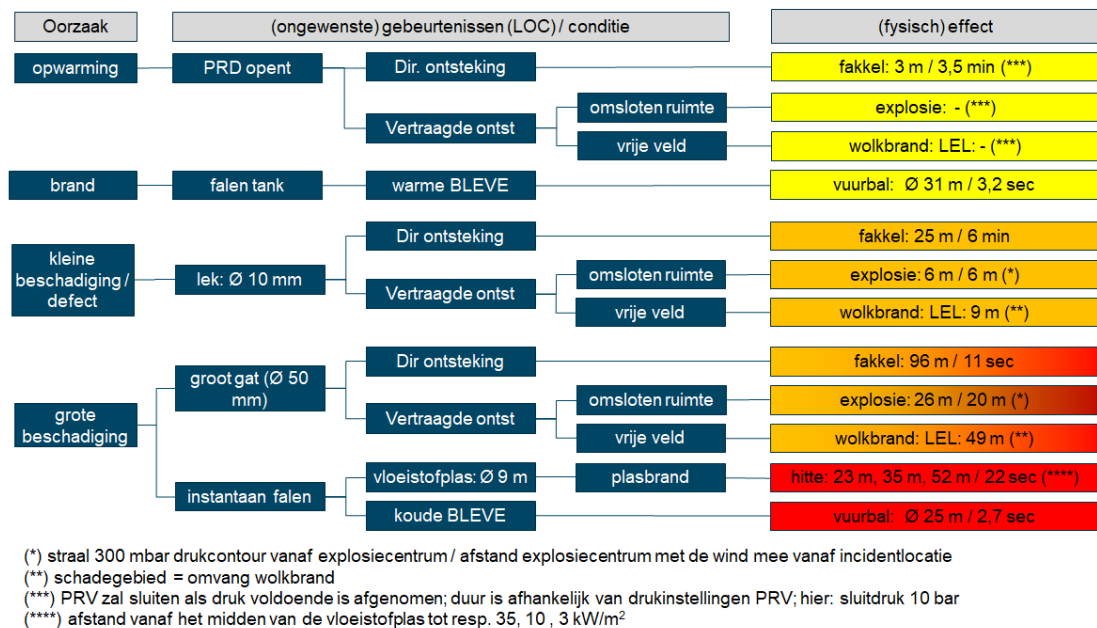 Oorzaak
(ongewenste) gebeurtenissen (LOC) / conditie
(fysisch) effect
opwarming
PRD opent
Dir. ontsteking
fakkel: 3 m / 3,5 min (***)
Vertraagde ontst
omsloten ruimte
explosie: - (***)
vrije veld
wolkbrand: LEL: - (***)
brand
falen tank
warme BLEVE
vuurbal: Ø 31 m / 3,2 sec
kleine
beschadiging /
defect
lek: Ø 10 mm
Dir ontsteking
fakkel: 25 m / 6 min
Vertraagde ontst
omsloten ruimte
explosie: 6 m / 6 m (*)
vrije veld
wolkbrand: LEL: 9 m (**)
grote
beschadiging
groot gat (Ø 50
mm)
Dir ontsteking
fakkel: 96 m / 11 sec
Vertraagde ontst
omsloten ruimte
explosie: 26 m / 20 m (*)
vrije veld
wolkbrand: LEL: 49 m (**)
instantaan falen
vloeistofplas: Ø 9 m
plasbrand
hitte: 23 m, 35 m, 52 m / 22 sec (****)
koude BLEVE
vuurbal: Ø 25 m / 2,7 sec
(*) straal 300 mbar drukcontour vanaf explosiecentrum / afstand explosiecentrum met de wind mee vanaf incidentlocatie
(**) schadegebied = omvang wolkbrand
(***) PRV zal sluiten als druk voldoende is afgenomen; duur is afhankelijk van drukinstellingen PRV; hier: sluitdruk 10 bar
(****) afstand vanaf het midden van de vloeistofplas tot resp. 35, 10 , 3 kW/m²